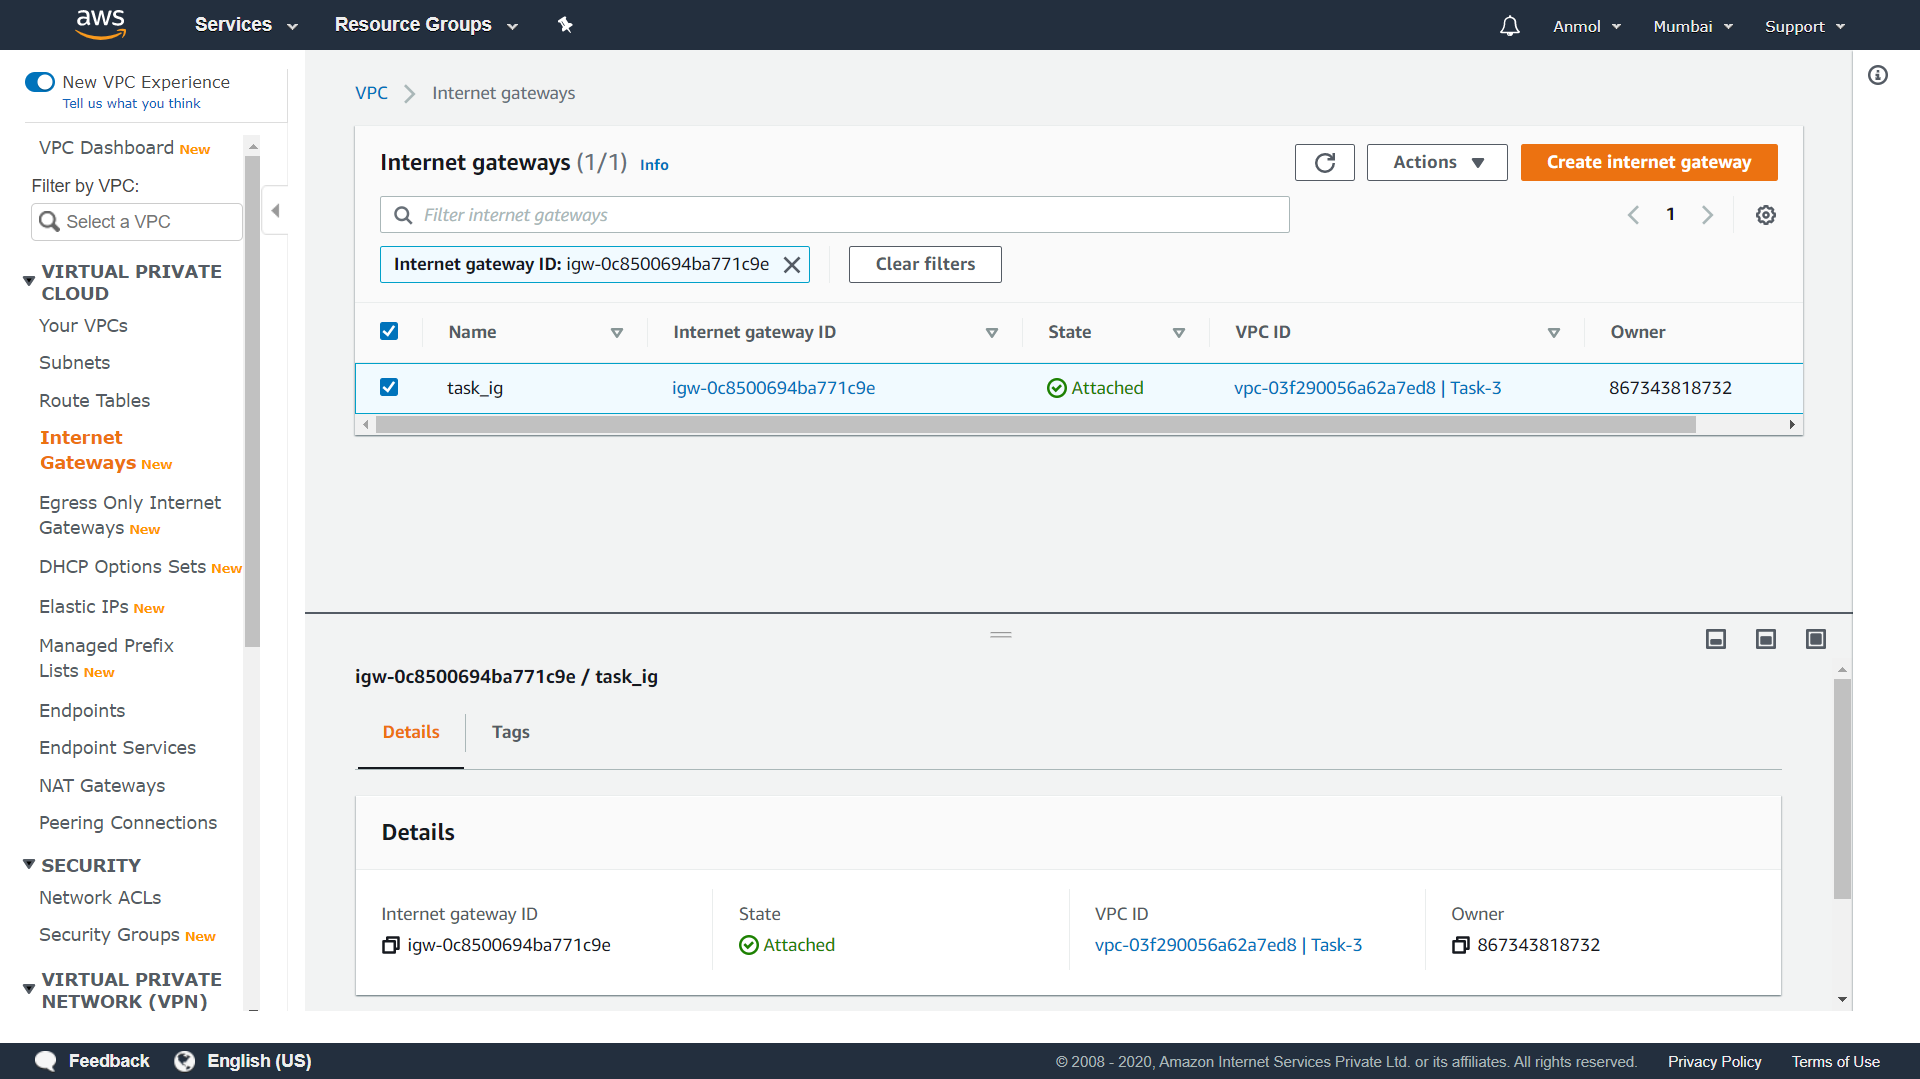 aws
Services
Resource Groups
Anmol
Mumbai
Support
New VPC Experience
Tell us what you think
VPC Dashboard New
Filter by VPC:
Select a VPC
VIRTUAL PRIVATE
CLOUD
Your VPCs
Subnets
Route Tables
Internet
Gateways New
Egress Only Internet
Gateways New
DHCP Options Sets New
Elastic IPs New
Managed Prefix
Lists New
Endpoints
Endpoint Services
NAT Gateways
Peering Connections
SECURITY
Network ACLs
Security Groups New
VIRTUAL PRIVATE
NETWORK (VPN)
VPC > Internet gateways
Internet gateways (1/1) Info
Actions
Create internet gateway
Filter internet gateways
1
Internet gateway ID: igw-0c8500694ba771c9e
Clear filters
Name Internet gateway ID State VPC ID Owner
task_ig igw-0c8500694ba771c9e Attached vpc-03f290056a62a7ed8 | Task-3 867343818732
igw-0c8500694ba771c9e / task_ig
Details
Tags
Details
Internet gateway ID State VPC ID Owner
igw-0c8500694ba771c9e Attached vpc-03f290056a62a7ed8 | Task-3 867343818732
Feedback
English (US)
© 2008 - 2020, Amazon Internet Services Private Ltd. or its affiliates. All rights reserved.
Privacy Policy
Terms of Use